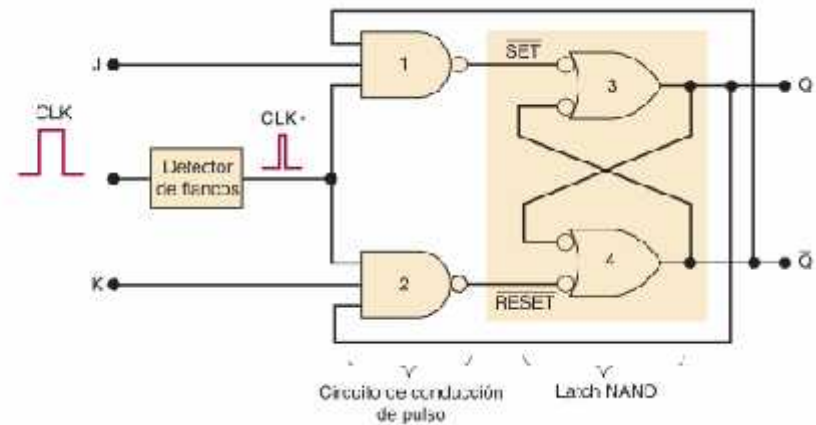 J
CLK
CLK*
Detector
de flancos
K
1
2
SET
RESET
3
4
Q
Q
Circuito de conducción
de pulso
Latch NAND